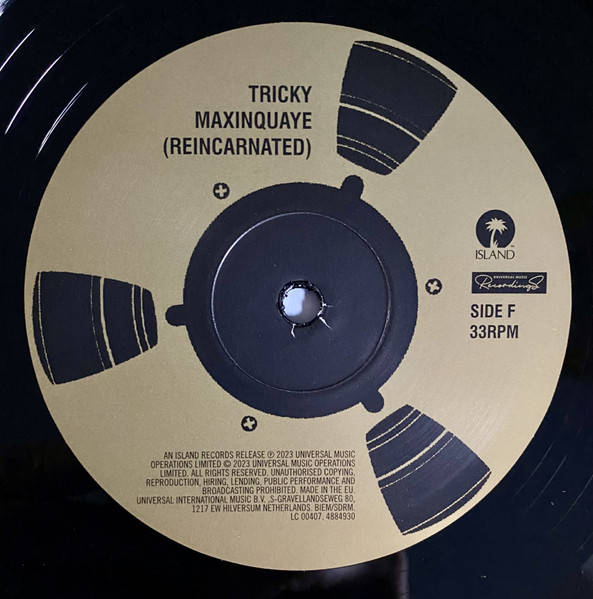 TRICKY
MAXINQUAYE
(REINCARNATED)
ISLAND
UNIVERSAL MUSIC
Recordings
SIDE F
33RPM
AN ISLAND RECORDS RELEASE ℗ 2023 UNIVERSAL MUSIC
OPERATIONS LIMITED © 2023 UNIVERSAL MUSIC OPERATIONS
LIMITED. ALL RIGHTS RESERVED. UNAUTHORISED COPYING,
REPRODUCTION, HIRING, LENDING, PUBLIC PERFORMANCE AND
BROADCASTING PROHIBITED. MADE IN THE EU.
UNIVERSAL INTERNATIONAL MUSIC B.V. ,S-GRAVELLANDSEWEG 80,
1217 EW HILVERSUM NETHERLANDS. BIEM/SDRM.
LC 00407. 4884930